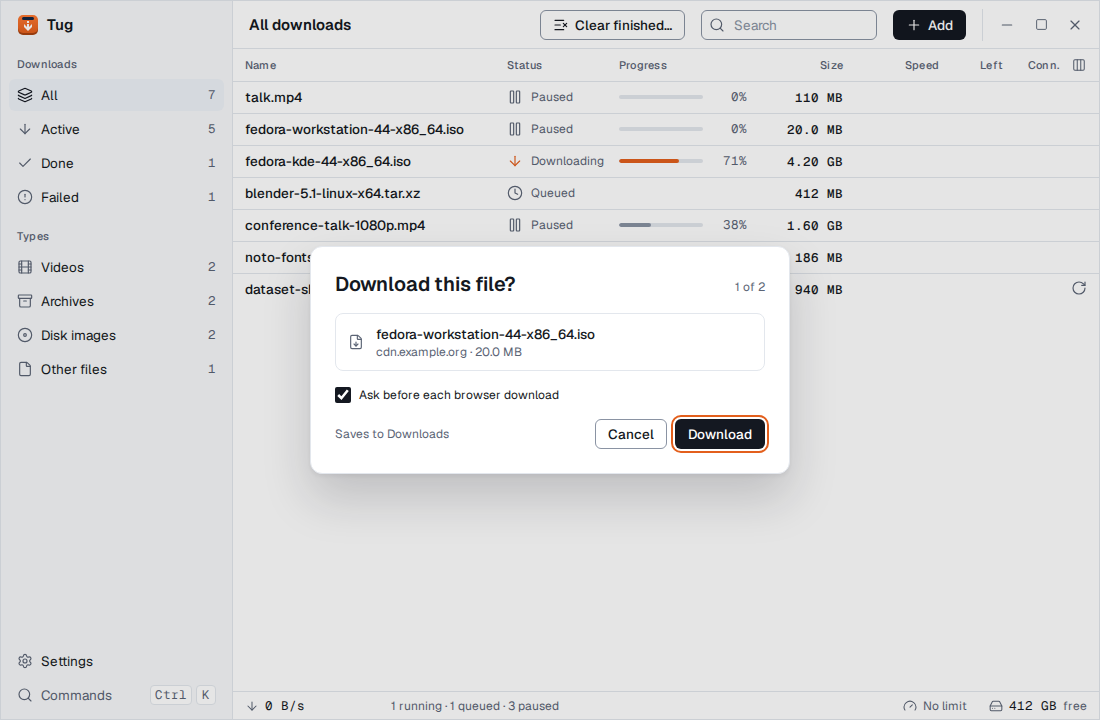 Tug
All downloads
Clear finished...
Search
Add
Downloads
All 7
Active 5
Done 1
Failed 1
Types
Videos 2
Archives 2
Disk images 2
Other files 1
Settings
Commands Ctrl K
Name Status Progress Size Speed Left Conn.
talk.mp4 Paused 0% 110 MB
fedora-workstation-44-x86_64.iso Paused 0% 20.0 MB
fedora-kde-44-x86_64.iso Downloading 71% 4.20 GB
blender-5.1-linux-x64.tar.xz Queued 412 MB
conference-talk-1080p.mp4 Paused 38% 1.60 GB
186 MB
940 MB
Download this file?
1 of 2
fedora-workstation-44-x86_64.iso
cdn.example.org · 20.0 MB
Ask before each browser download
Saves to Downloads
Cancel
Download
0 B/s
1 running · 1 queued · 3 paused
No limit
412 GB free